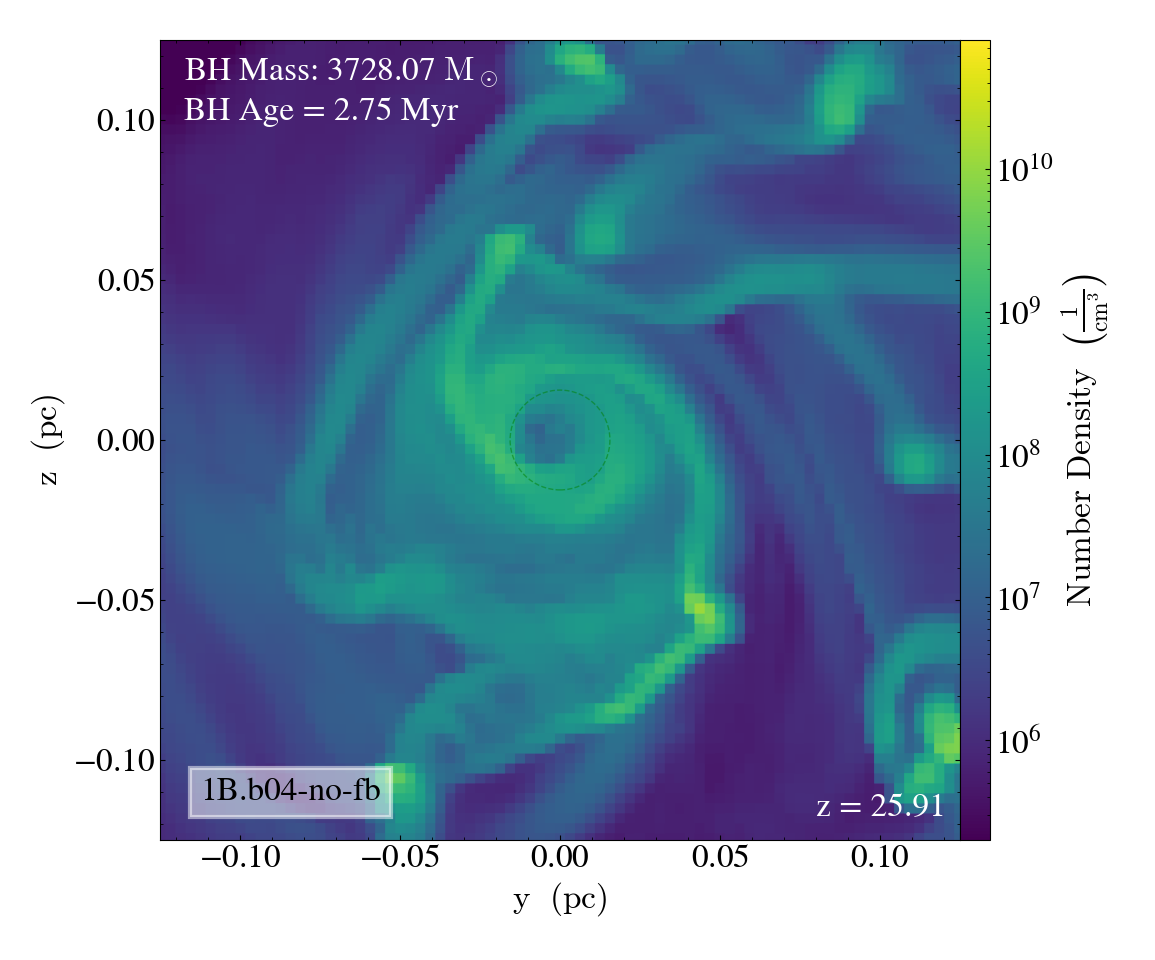 BH Mass: 3728.07 M⊙
BH Age = 2.75 Myr
0.10
0.05
0.00
−0.05
−0.10
z (pc)
1B.b04-no-fb
z = 25.91
−0.10 −0.05 0.00 0.05 0.10
y (pc)
10^10
10^9
10^8
10^7
10^6
Number Density (1/cm^3)